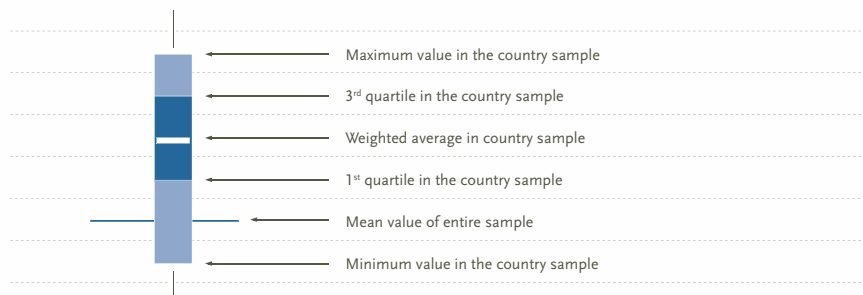 Maximum value in the country sample
3rd quartile in the country sample
Weighted average in country sample
1st quartile in the country sample
Mean value of entire sample
Minimum value in the country sample